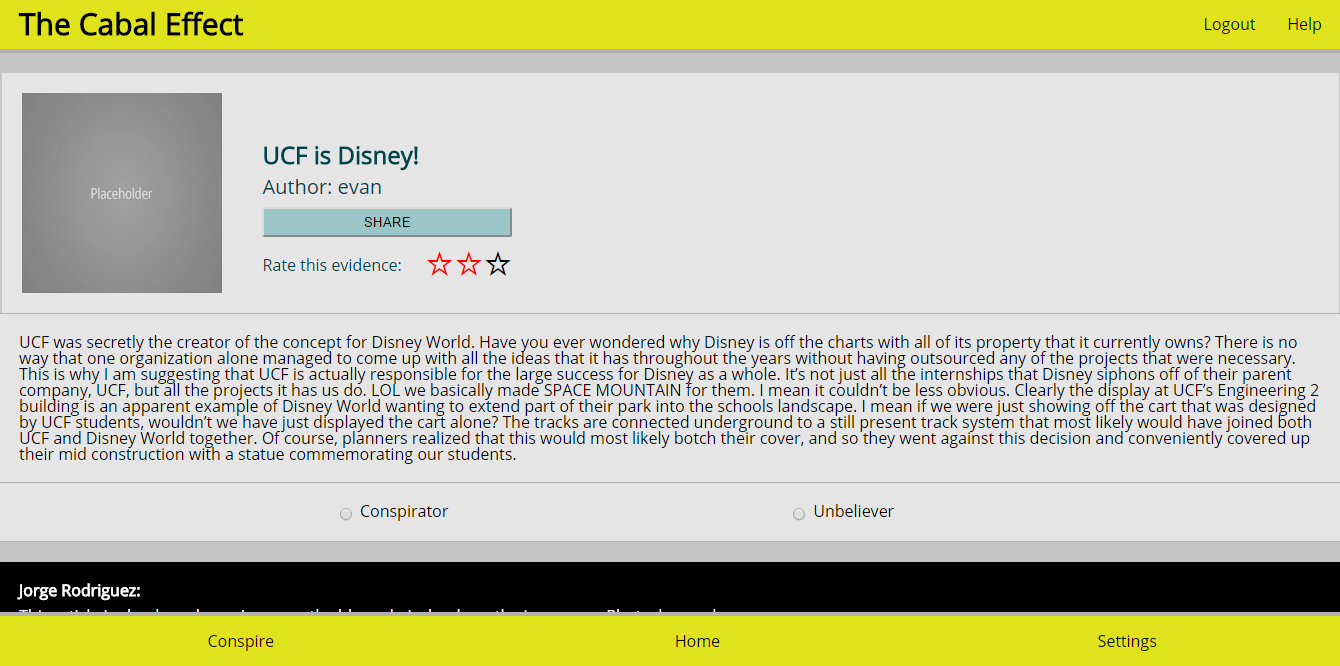 The Cabal Effect
Logout Help
Placeholder
UCF is Disney!
Author: evan
SHARE
Rate this evidence:
UCF was secretly the creator of the concept for Disney World. Have you ever wondered why Disney is off the charts with all of its property that it currently owns? There is no
way that one organization alone managed to come up with all the ideas that it has throughout the years without having outsourced any of the projects that were necessary.
This is why I am suggesting that UCF is actually responsible for the large success for Disney as a whole. It’s not just all the internships that Disney siphons off of their parent
company, UCF, but all the projects it has us do. LOL we basically made SPACE MOUNTAIN for them. I mean it couldn’t be less obvious. Clearly the display at UCF’s Engineering 2
building is an apparent example of Disney World wanting to extend part of their park into the schools landscape. I mean if we were just showing off the cart that was designed
by UCF students, wouldn’t we have just displayed the cart alone? The tracks are connected underground to a still present track system that most likely would have joined both
UCF and Disney World together. Of course, planners realized that this would most likely botch their cover, and so they went against this decision and conveniently covered up
their mid construction with a statue commemorating our students.
Conspirator Unbeliever
Jorge Rodriguez:
Conspire Home Settings